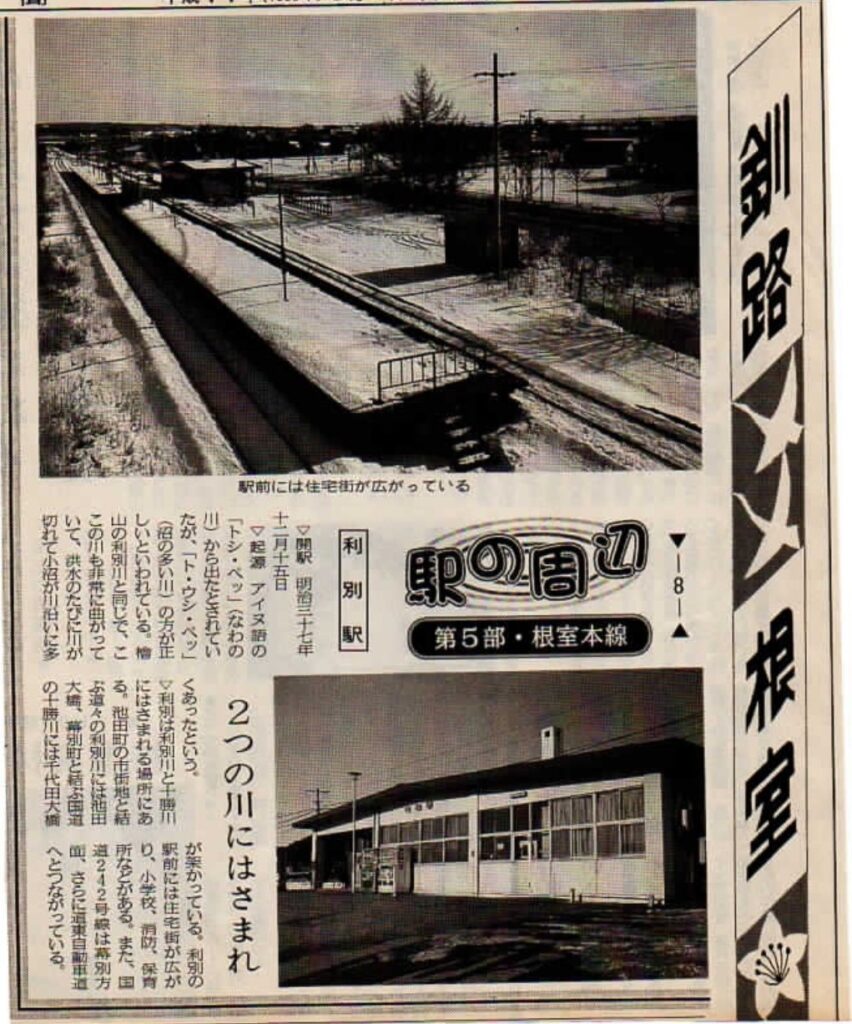 釧路
根室
駅前には住宅街が広がっている
駅の周辺
▼―8―▲
第5部・根室本線
利別駅
▽開駅 明治三十七年
十二月十五日
▽起源 アイヌ語の
「トシ・ペッ」(なわの
川)から出たとされてい
たが、「ト・ウシ・ペッ」
(沼の多い川)の方が正
しいといわれている。檜
山の利別川と同じで、こ
この川も非常に曲がって
いて、洪水のたびに川が
切れて小沼が川沿いに多
2つの川にはさまれ
くあったという。
▽利別は利別川と十勝川
にはさまれる場所にあ
る。池田町の市街地と結
ぶ道々の利別川には池田
大橋、幕別町と結ぶ国道
の十勝川には千代田大橋
が架かっている。利別の
駅前には住宅街が広が
り、小学校、消防、保育
所などがある。また、国
道242号線は幕別方
面、さらに道東自動車道
へとつながっている。